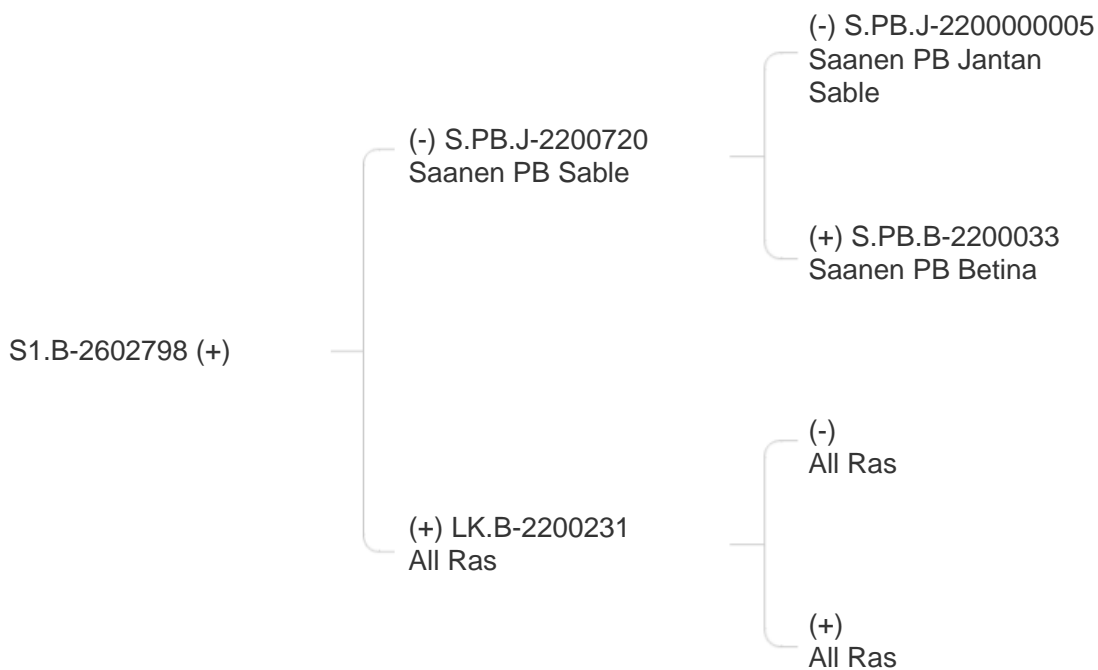 (-) S.PB.J-2200000005
Saanen PB Jantan
Sable
(-) S.PB.J-2200720
Saanen PB Sable
(+) S.PB.B-2200033
Saanen PB Betina
S1.B-2602798 (+)
(-)
All Ras
(+) LK.B-2200231
All Ras
(+)
All Ras